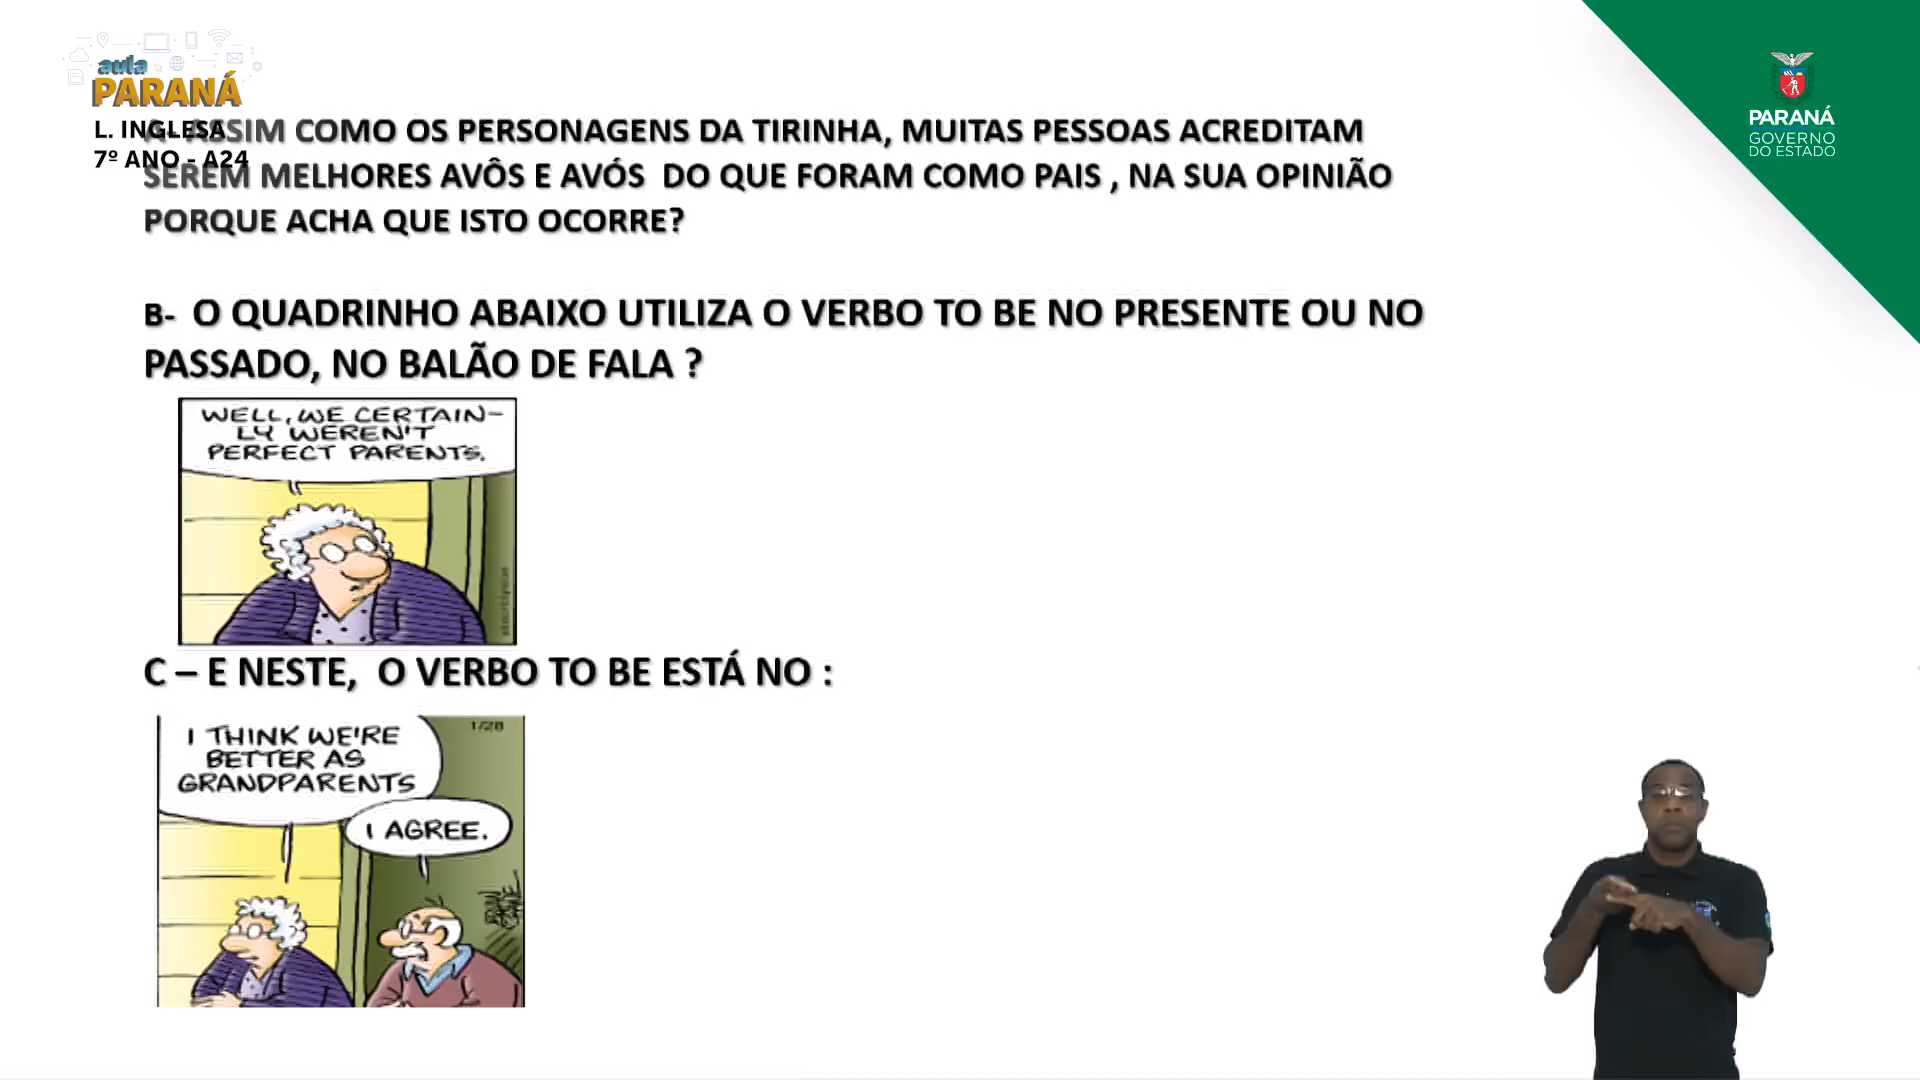 aula
PARANÁ
L. INGLESA
7º ANO - A24
ASSIM COMO OS PERSONAGENS DA TIRINHA, MUITAS PESSOAS ACREDITAM
SEREM MELHORES AVÔS E AVÓS DO QUE FORAM COMO PAIS , NA SUA OPINIÃO
PORQUE ACHA QUE ISTO OCORRE?
B- O QUADRINHO ABAIXO UTILIZA O VERBO TO BE NO PRESENTE OU NO
PASSADO, NO BALÃO DE FALA ?
WELL, WE CERTAIN-
LY WEREN'T
PERFECT PARENTS.
C – E NESTE, O VERBO TO BE ESTÁ NO :
1/28
I THINK WE'RE
BETTER AS
GRANDPARENTS
I AGREE.
PARANÁ
GOVERNO
DO ESTADO